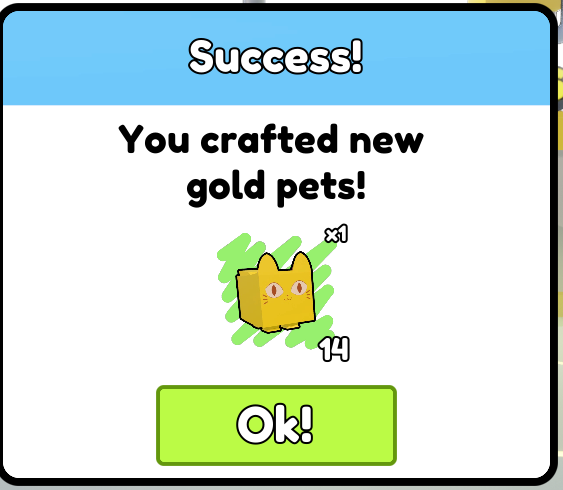 Success!
You crafted new
gold pets!
x1
14
Ok!